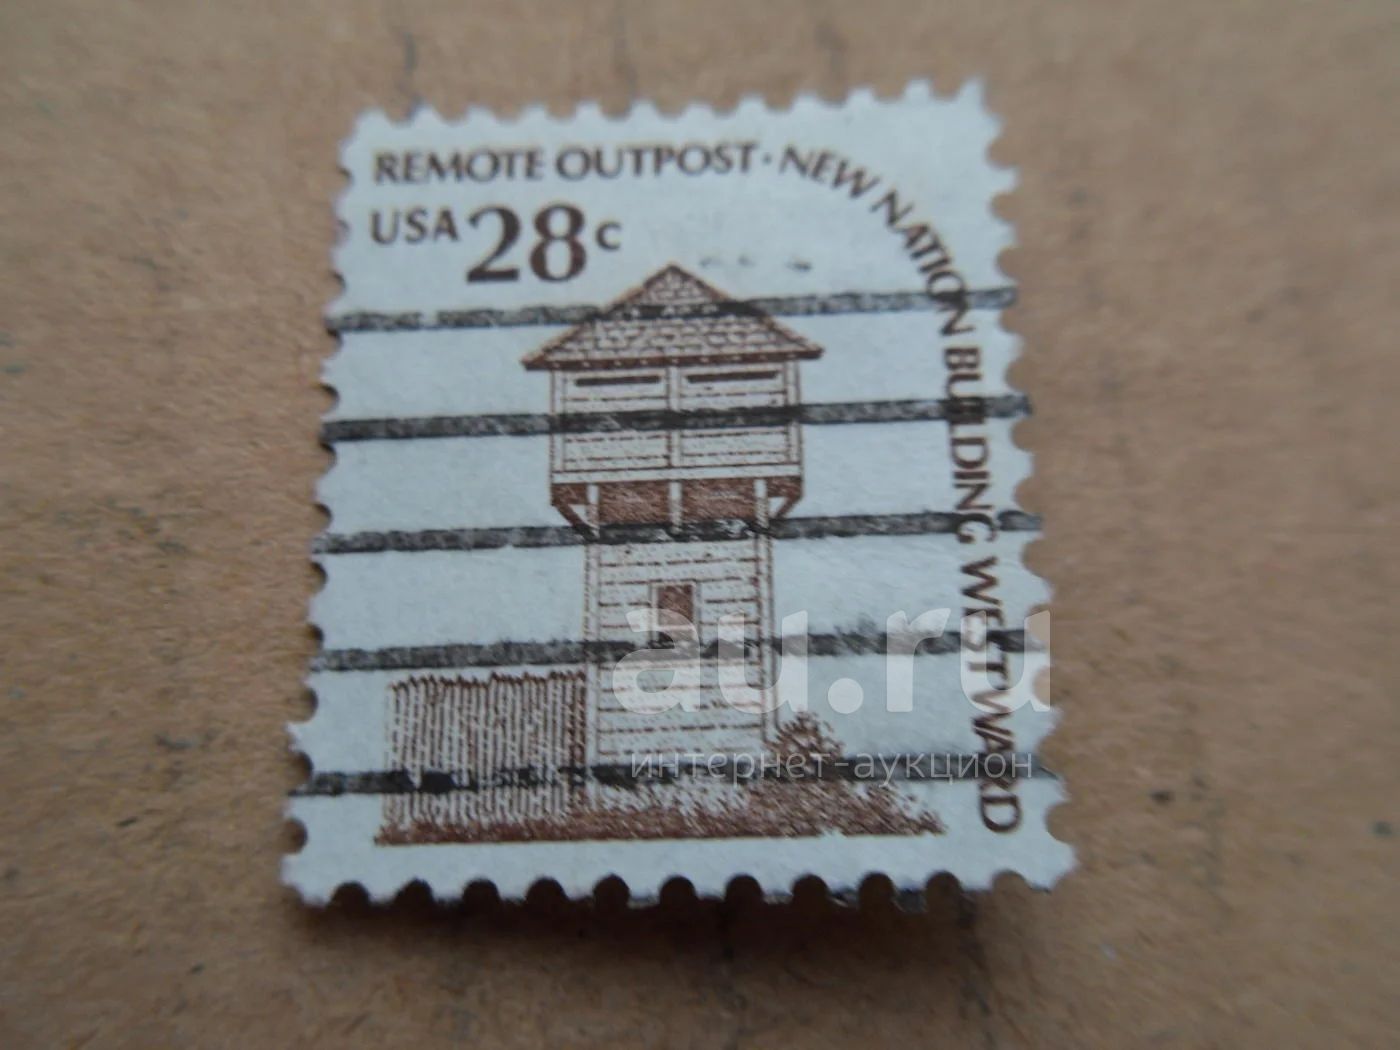 REMOTE OUTPOST · NEW NATION BUILDING WESTWARD
USA 28c
au.ru
интернет-аукцион